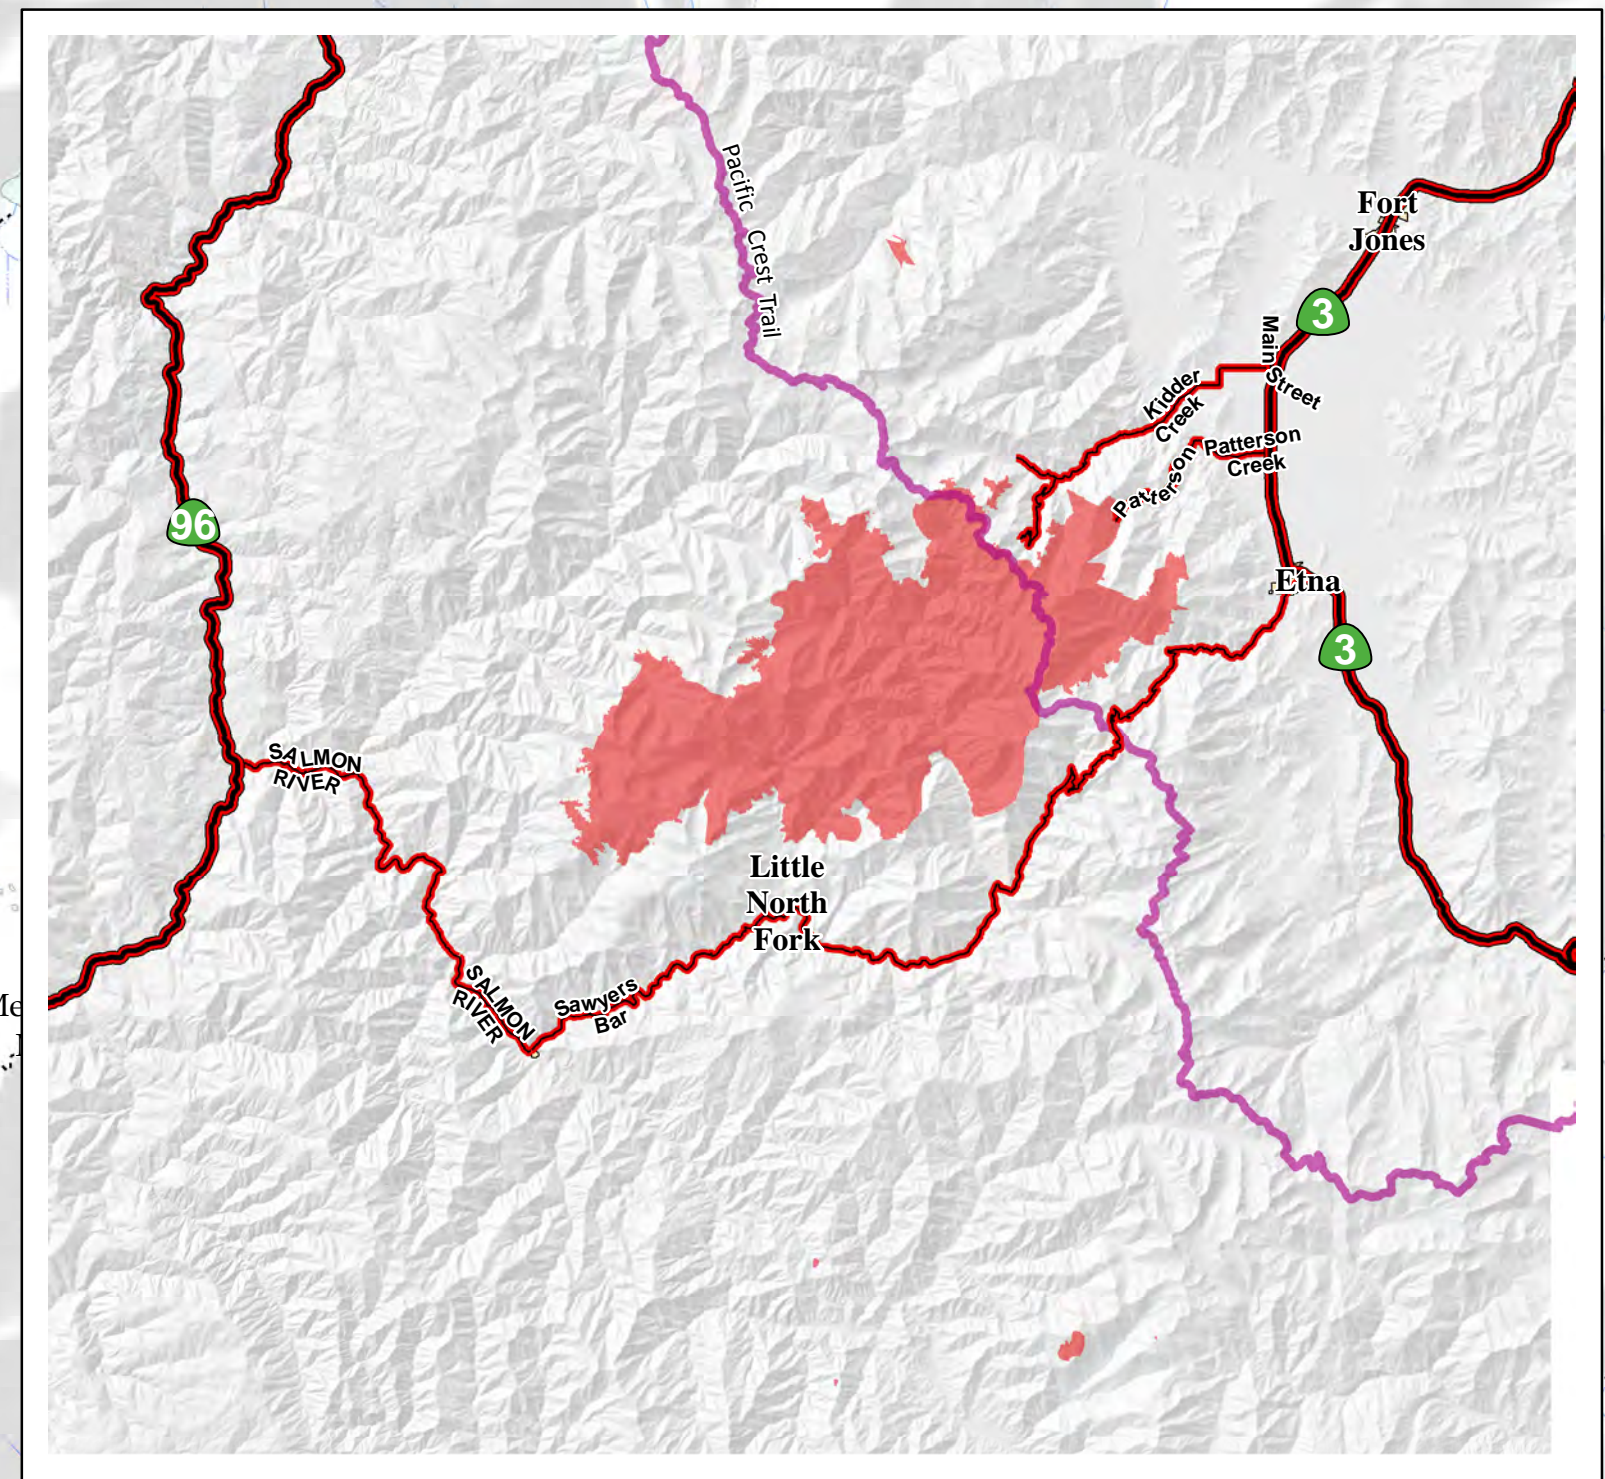 Pacific Crest Trail
Fort
Jones
3
Main
Street
Kidder
Creek
Patterson
Creek
Patterson
96
Etna
3
SALMON
RIVER
Little
North
Fork
SALMON
RIVER
Sawyers
Bar
Me